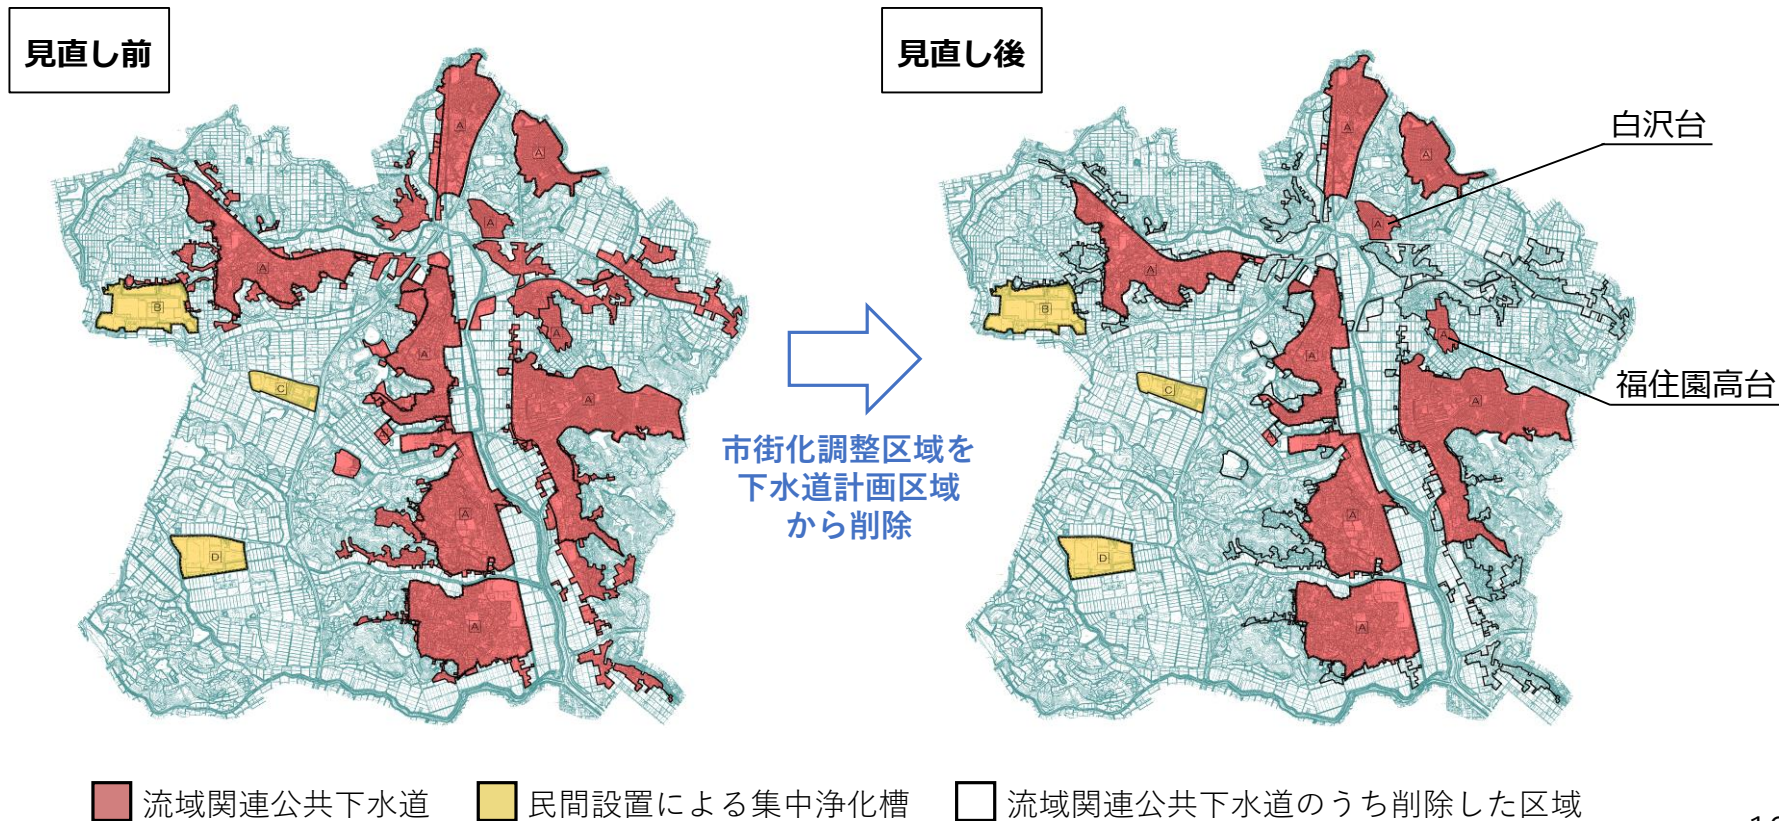 見直し前
見直し後
白沢台
福住園高台
市街化調整区域を
下水道計画区域
から削除
A
A
A
A
B
A
A
C
A
A
A
D
A
A
A
A
A
B
A
A
C
A
A
A
D
A
流域関連公共下水道
民間設置による集中浄化槽
流域関連公共下水道のうち削除した区域